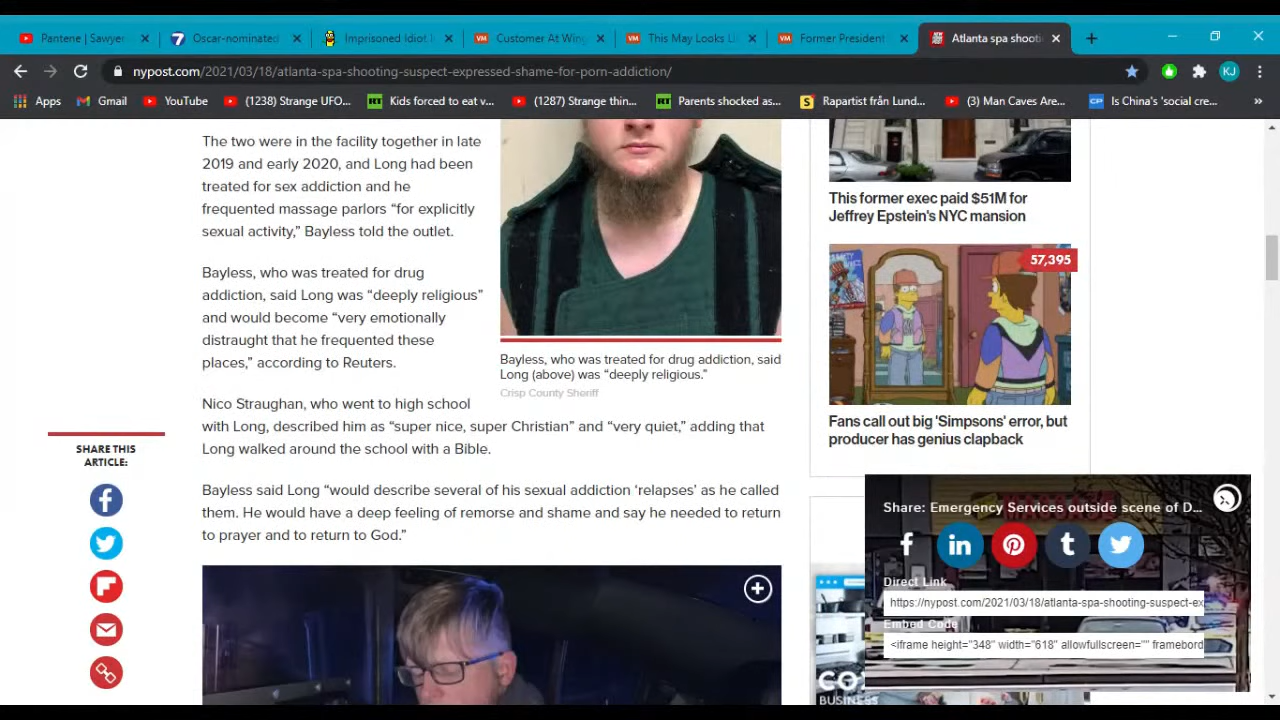 Pantene | Sawyer
Oscar-nominated
Imprisoned Idiot
Customer At Wing
This May Looks Li
Former President
Atlanta spa shooti
nypost.com/2021/03/18/atlanta-spa-shooting-suspect-expressed-shame-for-porn-addiction/
KJ
Apps
Gmail
YouTube
(1238) Strange UFO...
RT
Kids forced to eat v...
(1287) Strange thin...
RT
Parents shocked as...
Rapartist från Lund...
(3) Man Caves Are...
CP
Is China's 'social cre...
»
The two were in the facility together in late
2019 and early 2020, and Long had been
treated for sex addiction and he
frequented massage parlors “for explicitly
sexual activity,” Bayless told the outlet.
Bayless, who was treated for drug
addiction, said Long was “deeply religious”
and would become “very emotionally
distraught that he frequented these
places,” according to Reuters.
Bayless, who was treated for drug addiction, said
Long (above) was “deeply religious.”
Crisp County Sheriff
Nico Straughan, who went to high school
with Long, described him as “super nice, super Christian” and “very quiet,” adding that
Long walked around the school with a Bible.
Bayless said Long “would describe several of his sexual addiction ‘relapses’ as he called
them. He would have a deep feeling of remorse and shame and say he needed to return
to prayer and to return to God.”
SHARE THIS
ARTICLE:
This former exec paid $51M for
Jeffrey Epstein's NYC mansion
57,395
Fans call out big 'Simpsons' error, but
producer has genius clapback
Share: Emergency Services outside scene of D...
Direct Link
https://nypost.com/2021/03/18/atlanta-spa-shooting-suspect-ex
Embed Code
<iframe height="348" width="618" allowfullscreen="" framebord
BUSINESS